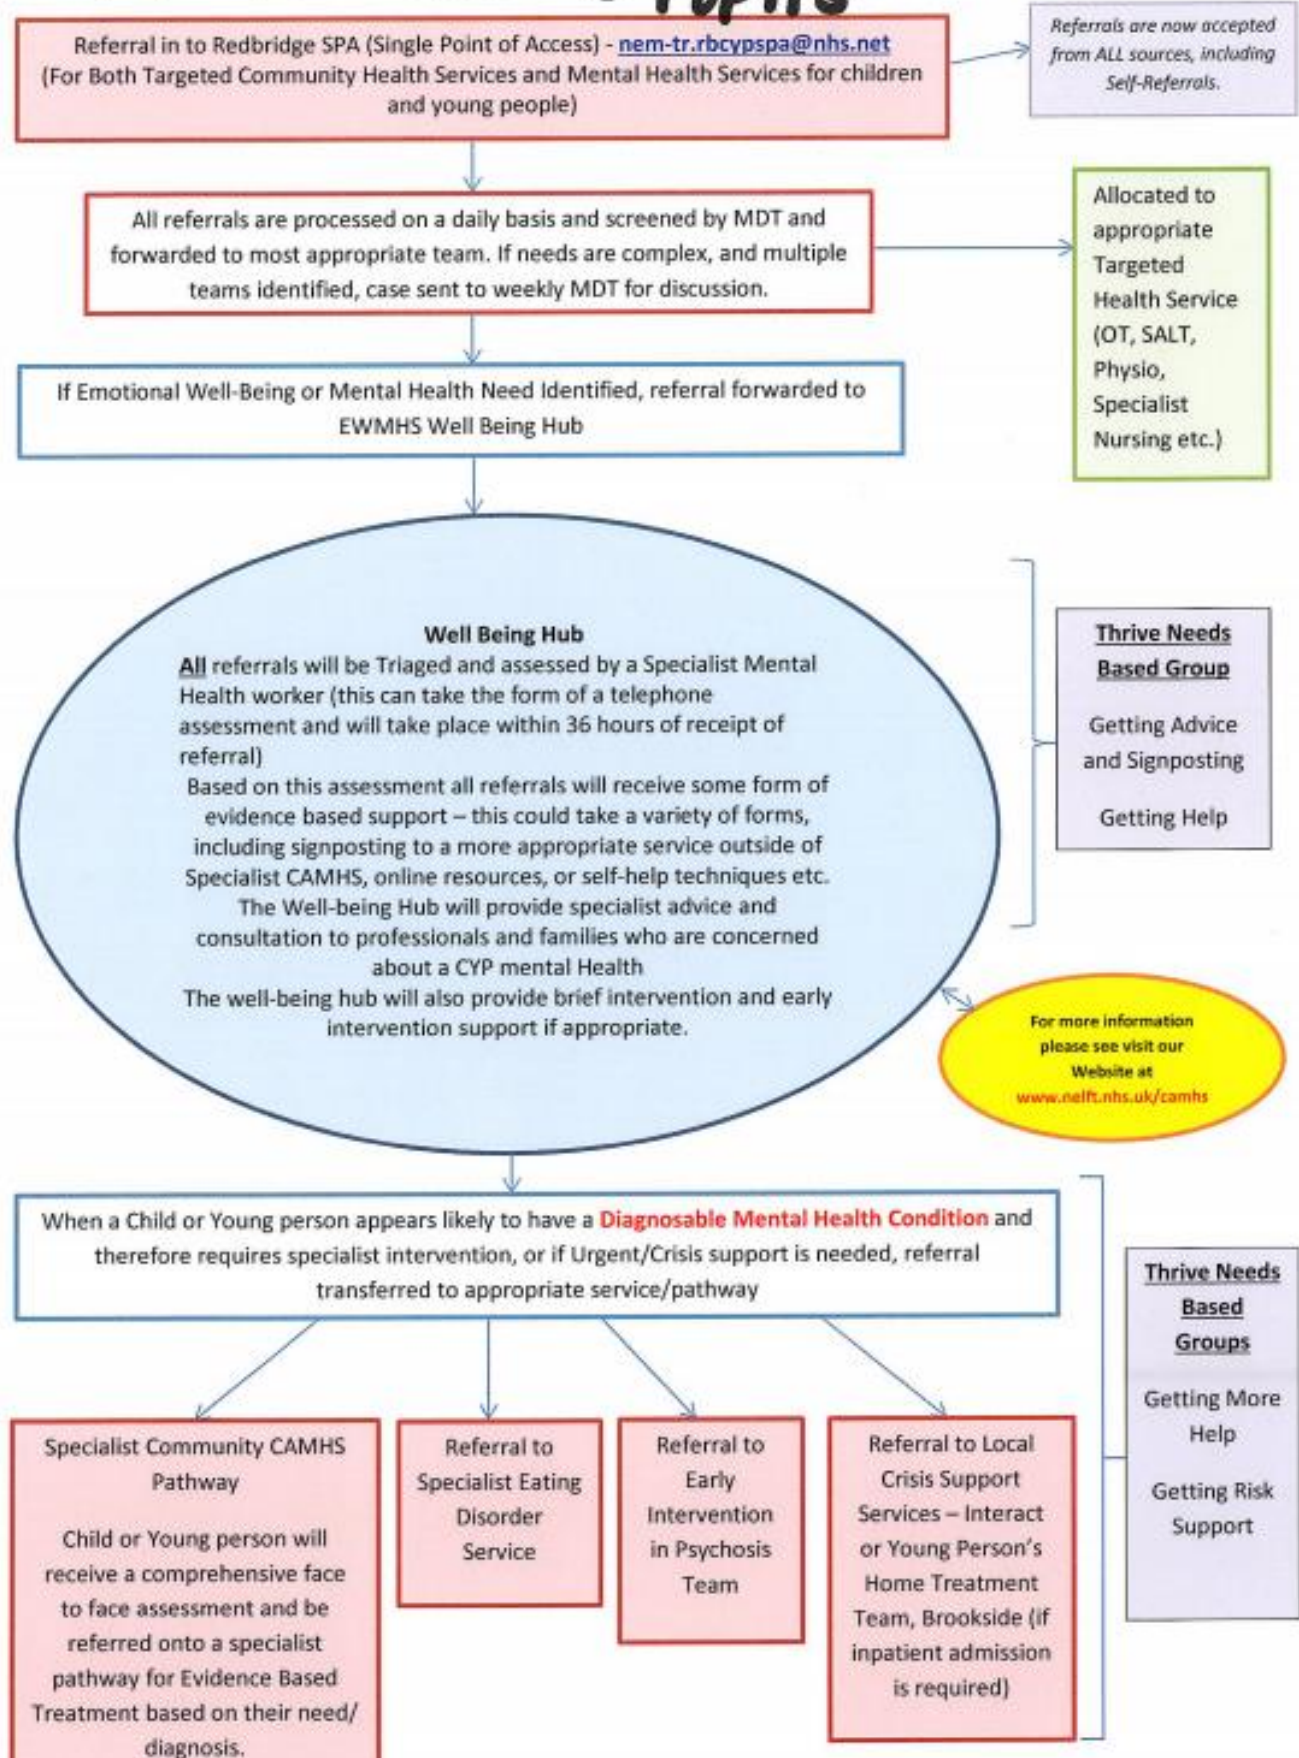 Pupils
Referral in to Redbridge SPA (Single Point of Access) - nem-tr.rbcypspa@nhs.net
(For Both Targeted Community Health Services and Mental Health Services for children
and young people)
Referrals are now accepted
from ALL sources, including
Self-Referrals.
All referrals are processed on a daily basis and screened by MDT and
forwarded to most appropriate team. If needs are complex, and multiple
teams identified, case sent to weekly MDT for discussion.
Allocated to
appropriate
Targeted
Health Service
(OT, SALT,
Physio,
Specialist
Nursing etc.)
If Emotional Well-Being or Mental Health Need Identified, referral forwarded to
EWMHS Well Being Hub
Well Being Hub
All referrals will be Triaged and assessed by a Specialist Mental
Health worker (this can take the form of a telephone
assessment and will take place within 36 hours of receipt of
referral)
Based on this assessment all referrals will receive some form of
evidence based support – this could take a variety of forms,
including signposting to a more appropriate service outside of
Specialist CAMHS, online resources, or self-help techniques etc.
The Well-being Hub will provide specialist advice and
consultation to professionals and families who are concerned
about a CYP mental Health
The well-being hub will also provide brief intervention and early
intervention support if appropriate.
Thrive Needs
Based Group
Getting Advice
and Signposting
Getting Help
For more information
please see visit our
Website at
www.nelft.nhs.uk/camhs
When a Child or Young person appears likely to have a Diagnosable Mental Health Condition and
therefore requires specialist intervention, or if Urgent/Crisis support is needed, referral
transferred to appropriate service/pathway
Thrive Needs
Based
Groups
Getting More
Help
Getting Risk
Support
Specialist Community CAMHS
Pathway
Child or Young person will
receive a comprehensive face
to face assessment and be
referred onto a specialist
pathway for Evidence Based
Treatment based on their need/
diagnosis.
Referral to
Specialist Eating
Disorder
Service
Referral to
Early
Intervention
in Psychosis
Team
Referral to Local
Crisis Support
Services – Interact
or Young Person's
Home Treatment
Team, Brookside (if
inpatient admission
is required)